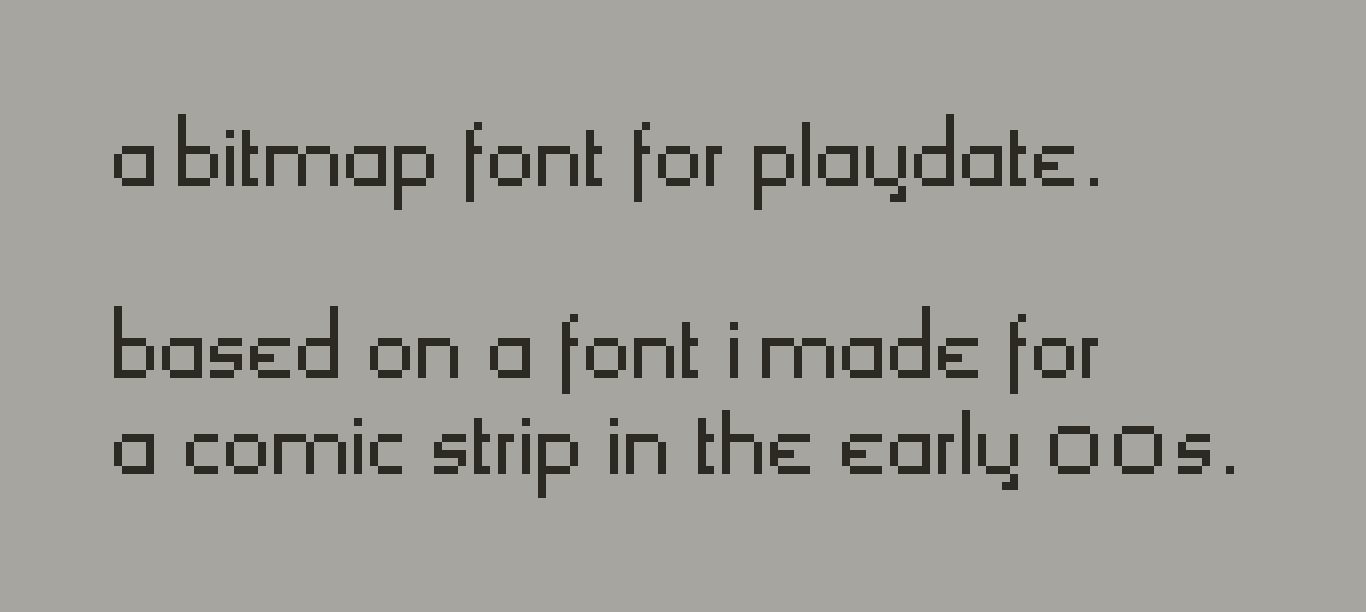 a bitmap font for playdate.
based on a font i made for
a comic strip in the early 00s.